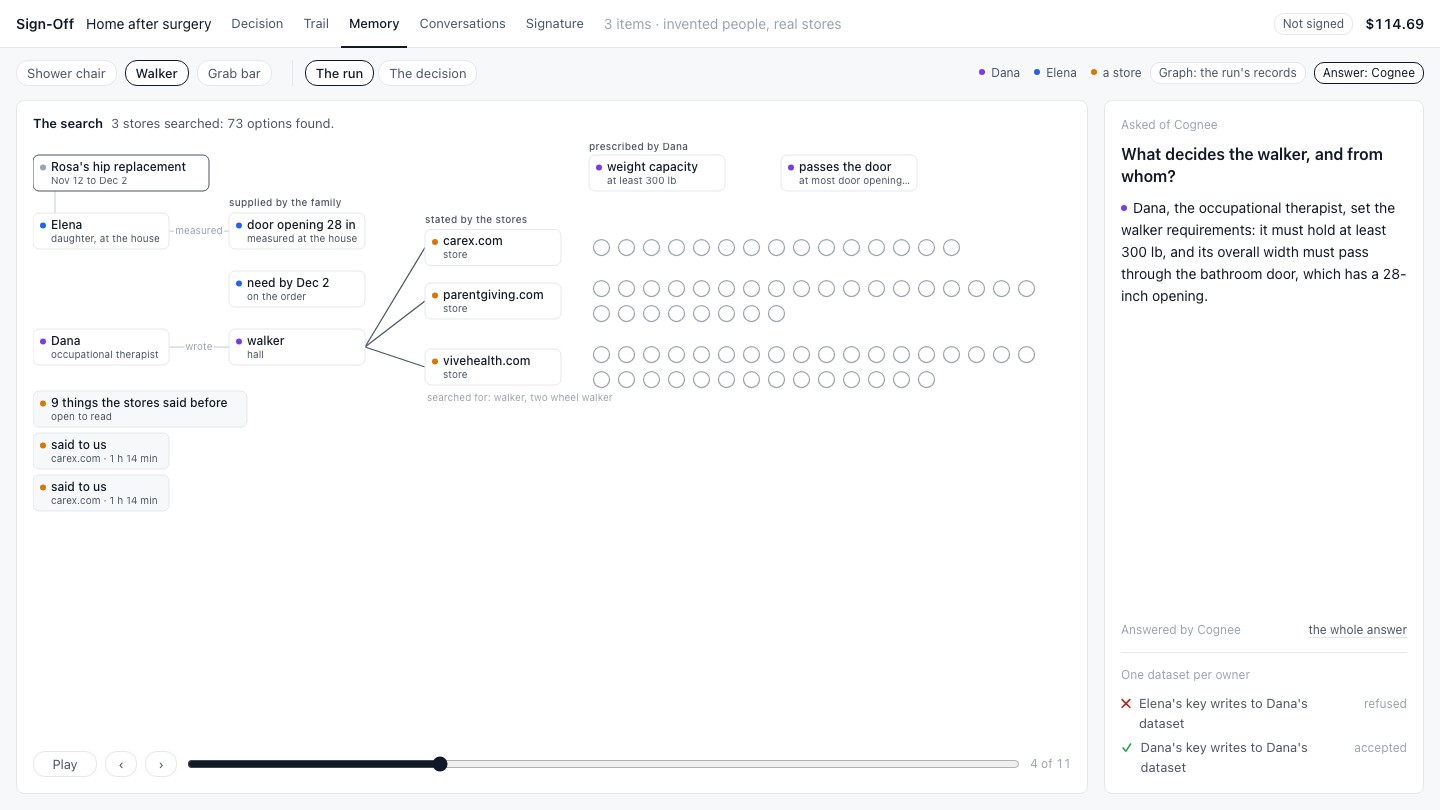 Sign-Off Home after surgery Decision Trail Memory Conversations Signature 3 items · invented people, real stores Not signed $114.69
Shower chair Walker Grab bar The run The decision Dana Elena a store Graph: the run's records Answer: Cognee
The search 3 stores searched: 73 options found.
prescribed by Dana
Rosa's hip replacement
Nov 12 to Dec 2
weight capacity
at least 300 lb
passes the door
at most door opening...
supplied by the family
Elena
daughter, at the house
measured
door opening 28 in
measured at the house
stated by the stores
carex.com
store
need by Dec 2
on the order
parentgiving.com
store
Dana
occupational therapist
wrote
walker
hall
vivehealth.com
store
searched for: walker, two wheel walker
9 things the stores said before
open to read
said to us
carex.com · 1 h 14 min
said to us
carex.com · 1 h 14 min
Play ‹ › 4 of 11
Asked of Cognee
What decides the walker, and from
whom?
Dana, the occupational therapist, set the
walker requirements: it must hold at least
300 lb, and its overall width must pass
through the bathroom door, which has a 28-
inch opening.
Answered by Cognee the whole answer
One dataset per owner
Elena's key writes to Dana's refused
dataset
Dana's key writes to Dana's accepted
dataset